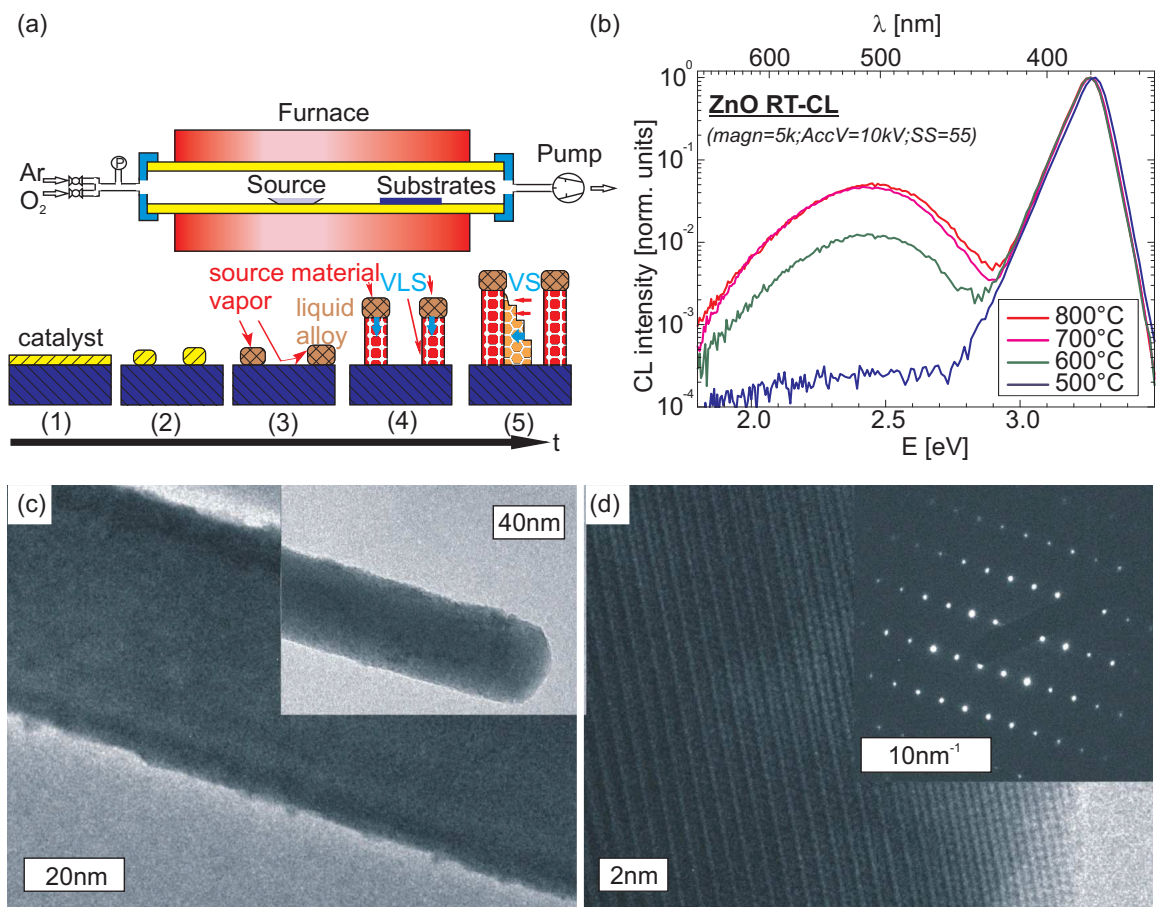 (a)
Furnace
Ar
O2
P
Source
Substrates
Pump
source material
vapor
VLS
VS
liquid
alloy
catalyst
(1)
(2)
(3)
(4)
(5)
t
(b)
λ [nm]
600
500
400
ZnO RT-CL
(magn=5k;AccV=10kV;SS=55)
CL intensity [norm. units]
10^0
10^-1
10^-2
10^-3
10^-4
800°C
700°C
600°C
500°C
2.0
2.5
3.0
E [eV]
(c)
40nm
20nm
(d)
10nm^-1
2nm